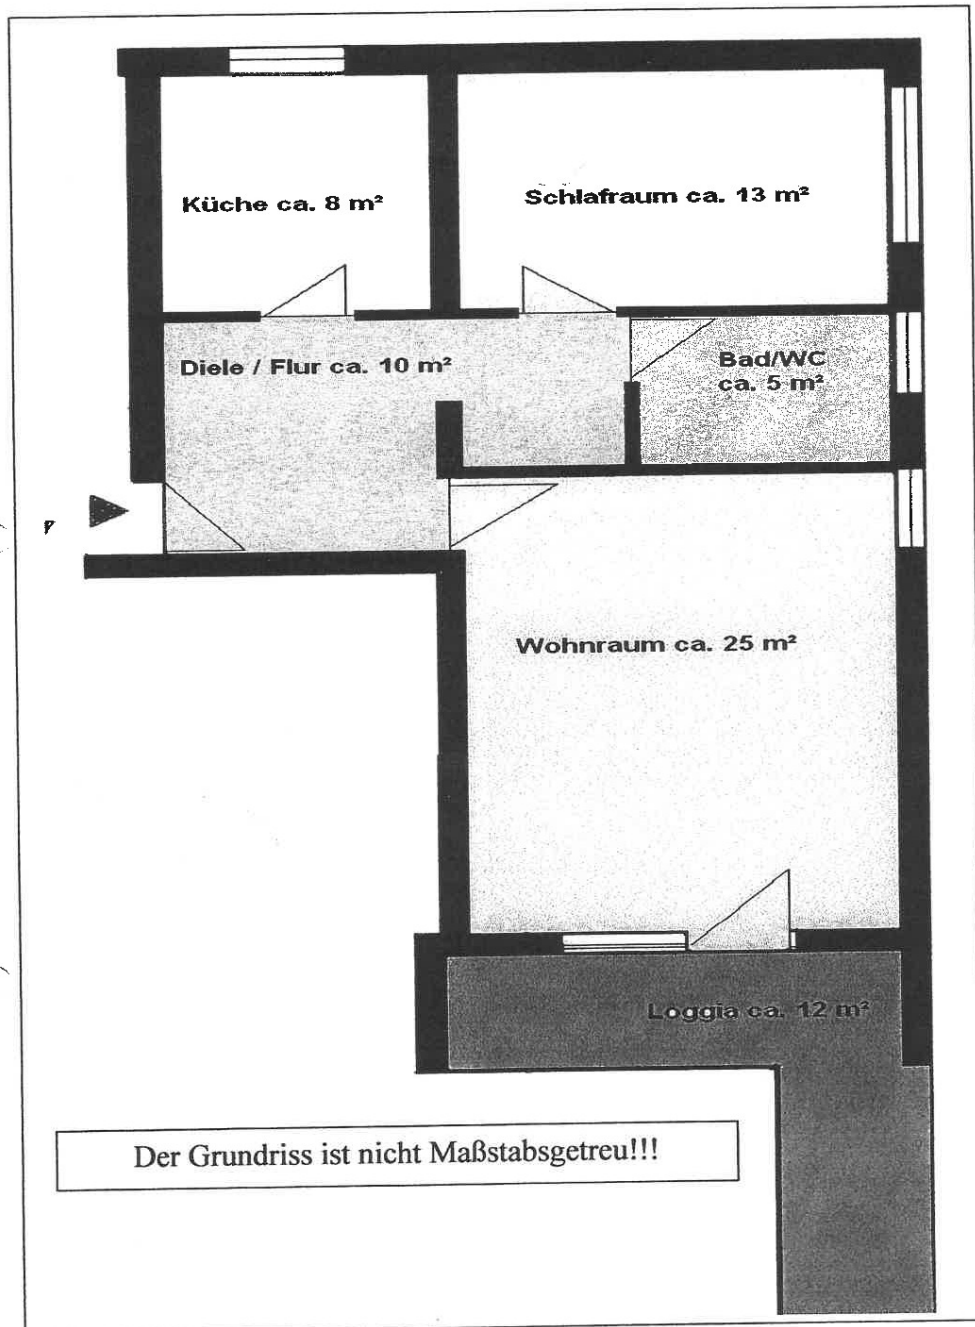 Küche ca. 8 m²
Schlafraum ca. 13 m²
Diele / Flur ca. 10 m²
Bad/WC
ca. 5 m²
Wohnraum ca. 25 m²
Loggia ca. 12 m²
Der Grundriss ist nicht Maßstabsgetreu!!!